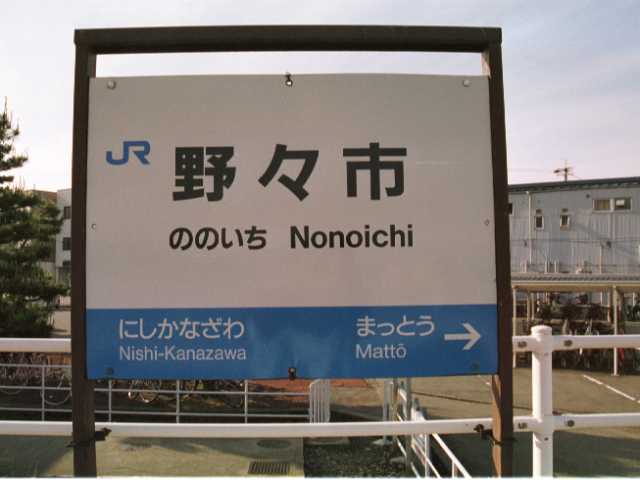 JR
野々市
ののいち Nonoichi
にしかなざわ まっとう →
Nishi-Kanazawa Mattō